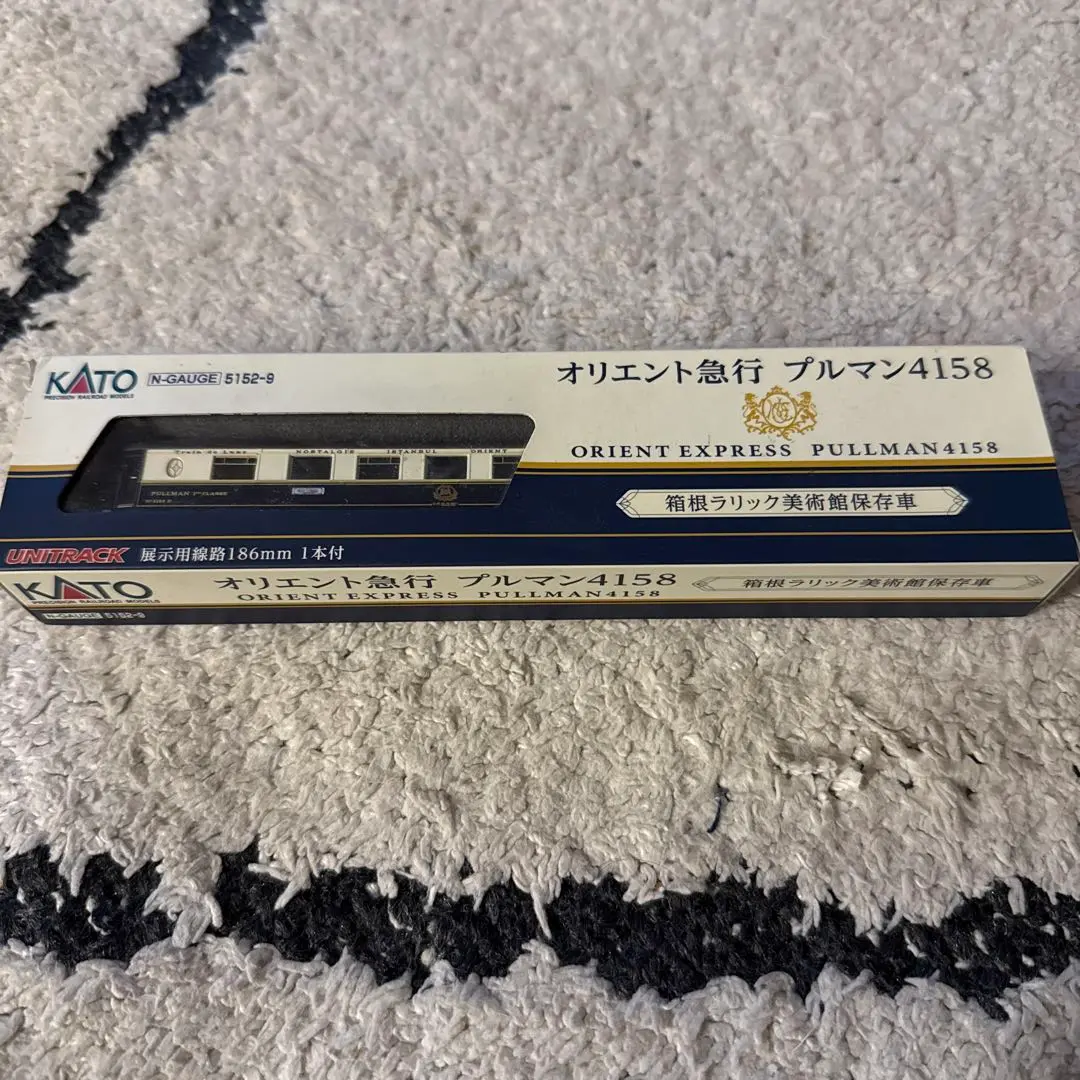 KATO
PRECISION RAILROAD MODELS
N-GAUGE 5152-9
オリエント急行 プルマン4158
ORIENT EXPRESS PULLMAN4158
Train de Luxe NOSTALGIE ISTANBUL ORIENT
PULLMAN
箱根ラリック美術館保存車
UNITRACK 展示用線路186mm 1本付
KATO
PRECISION RAILROAD MODELS
N-GAUGE 5152-9
オリエント急行 プルマン4158
ORIENT EXPRESS PULLMAN4158
箱根ラリック美術館保存車